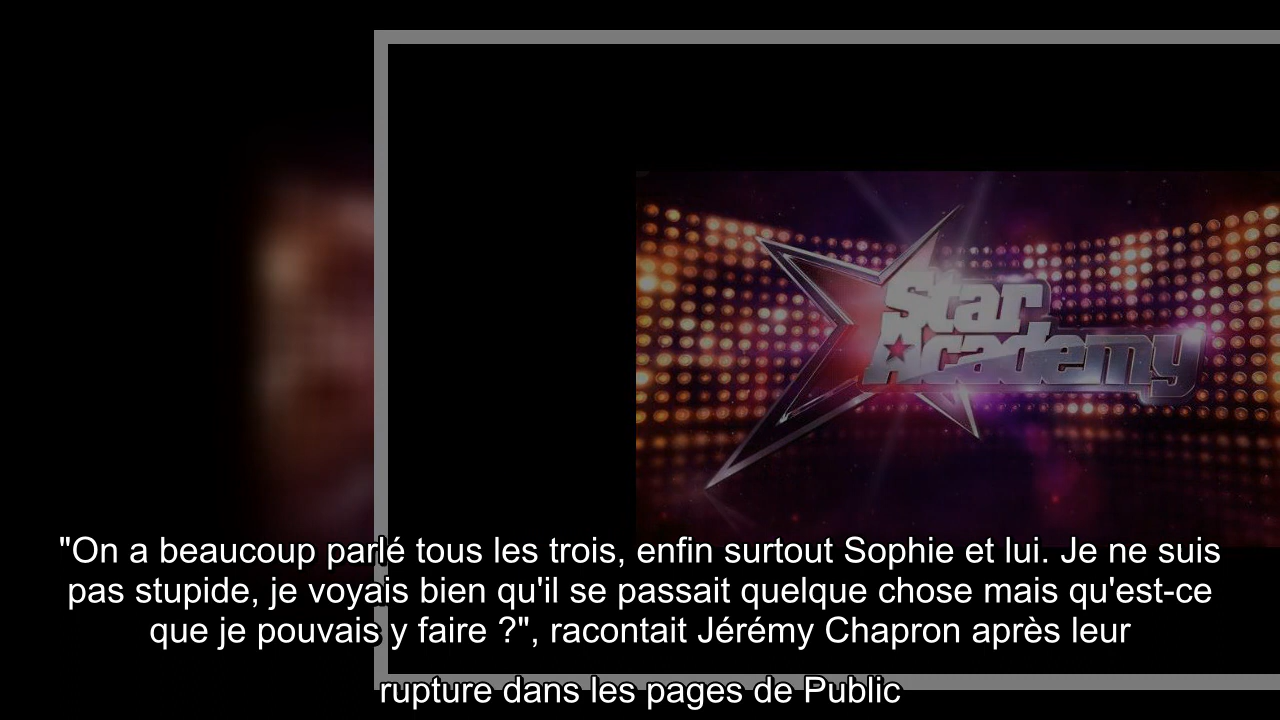 Star
Academy
"On a beaucoup parlé tous les trois, enfin surtout Sophie et lui. Je ne suis
pas stupide, je voyais bien qu'il se passait quelque chose mais qu'est-ce
que je pouvais y faire ?", racontait Jérémy Chapron après leur
rupture dans les pages de Public